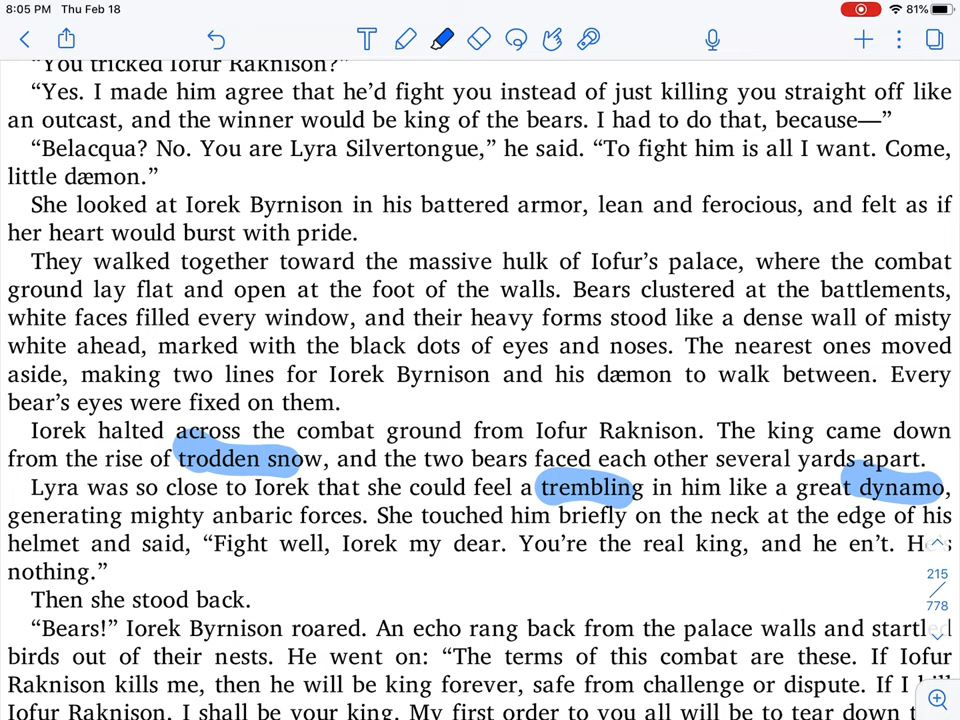 8:05 PM Thu Feb 18
81%
“You tricked Iofur Raknison?”
“Yes. I made him agree that he’d fight you instead of just killing you straight off like
an outcast, and the winner would be king of the bears. I had to do that, because—”
“Belacqua? No. You are Lyra Silvertongue,” he said. “To fight him is all I want. Come,
little dæmon.”
She looked at Iorek Byrnison in his battered armor, lean and ferocious, and felt as if
her heart would burst with pride.
They walked together toward the massive hulk of Iofur’s palace, where the combat
ground lay flat and open at the foot of the walls. Bears clustered at the battlements,
white faces filled every window, and their heavy forms stood like a dense wall of misty
white ahead, marked with the black dots of eyes and noses. The nearest ones moved
aside, making two lines for Iorek Byrnison and his dæmon to walk between. Every
bear’s eyes were fixed on them.
Iorek halted across the combat ground from Iofur Raknison. The king came down
from the rise of trodden snow, and the two bears faced each other several yards apart.
Lyra was so close to Iorek that she could feel a trembling in him like a great dynamo,
generating mighty anbaric forces. She touched him briefly on the neck at the edge of his
helmet and said, “Fight well, Iorek my dear. You’re the real king, and he en’t. He’s
nothing.”
215
778
Then she stood back.
“Bears!” Iorek Byrnison roared. An echo rang back from the palace walls and startled
birds out of their nests. He went on: “The terms of this combat are these. If Iofur
Raknison kills me, then he will be king forever, safe from challenge or dispute. If I kill
Iofur Raknison, I shall be your king. My first order to you all will be to tear down